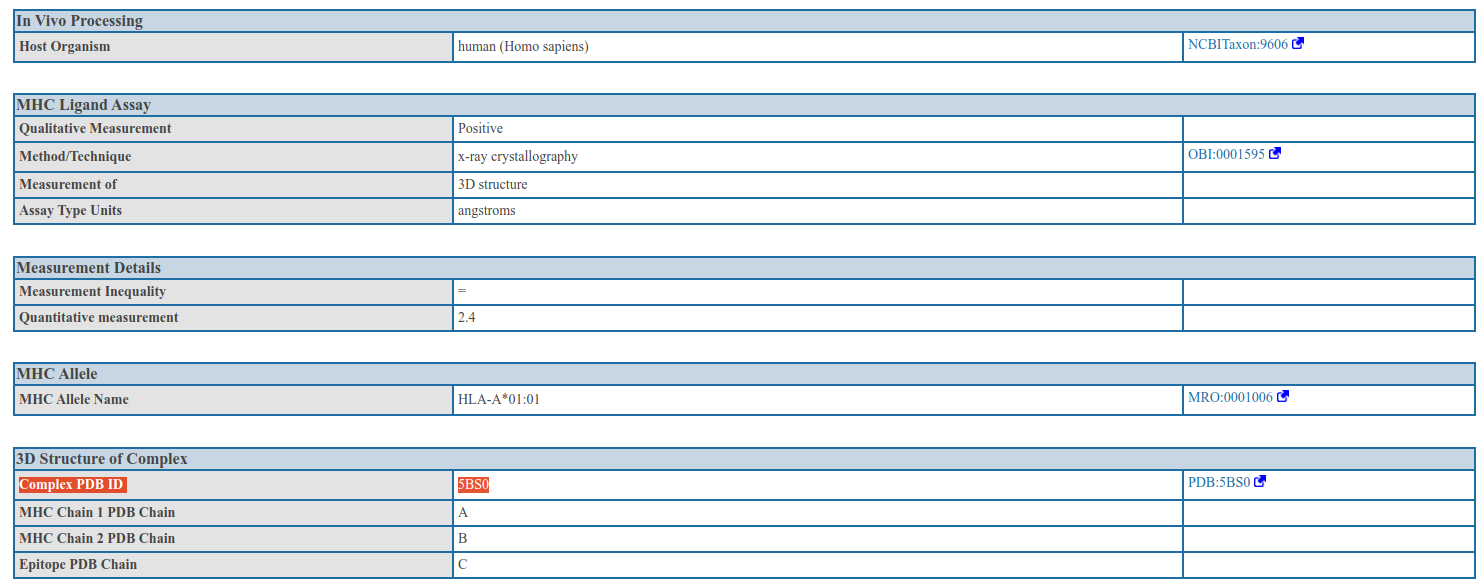 In Vivo Processing
Host Organism human (Homo sapiens) NCBITaxon:9606
MHC Ligand Assay
Qualitative Measurement Positive
Method/Technique x-ray crystallography OBI:0001595
Measurement of 3D structure
Assay Type Units angstroms
Measurement Details
Measurement Inequality =
Quantitative measurement 2.4
MHC Allele
MHC Allele Name HLA-A*01:01 MRO:0001006
3D Structure of Complex
Complex PDB ID 5BS0 PDB:5BS0
MHC Chain 1 PDB Chain A
MHC Chain 2 PDB Chain B
Epitope PDB Chain C